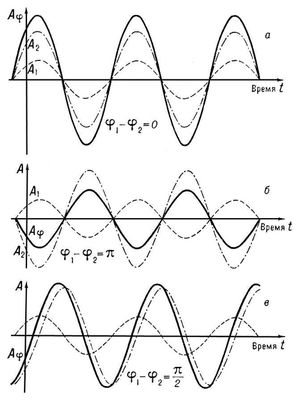 Aφ
а
A₂
A₁
Время t
φ₁−φ₂=0
A
A₁
б
Aφ
Время t
A₂
φ₁−φ₂=π
A
в
Время t
Aφ
φ₁−φ₂=π/2